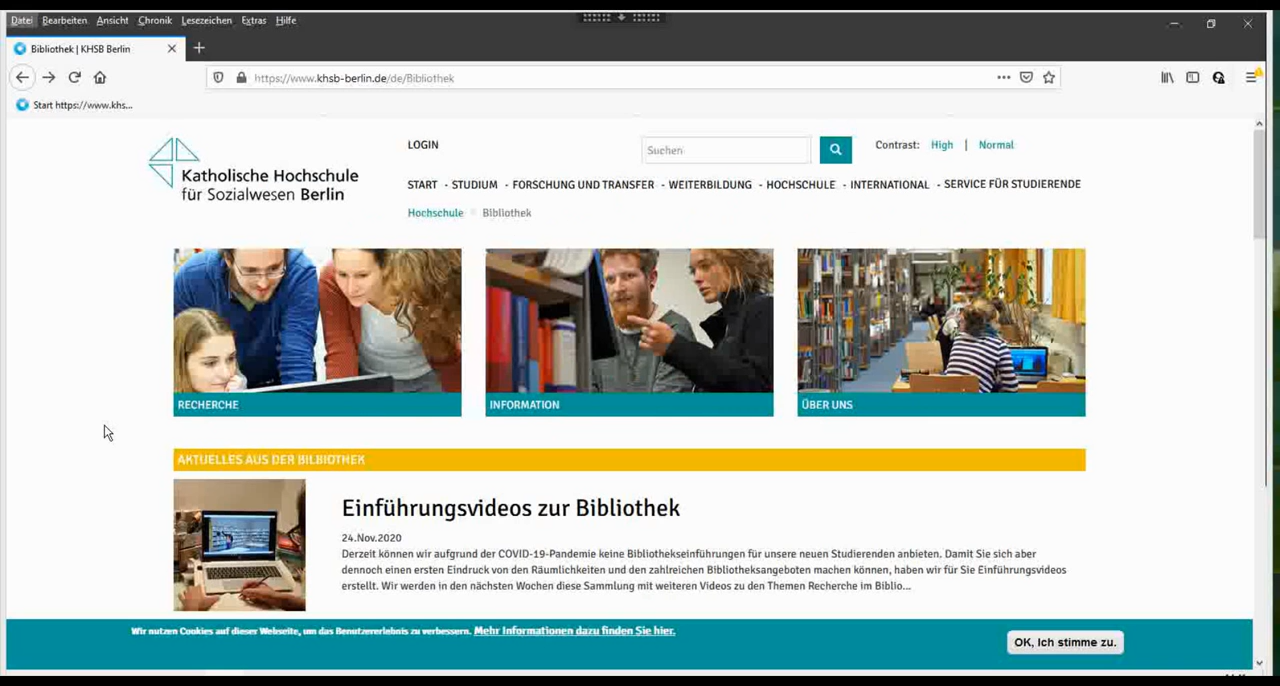 Datei Bearbeiten Ansicht Chronik Lesezeichen Extras Hilfe
Bibliothek | KHSB Berlin
https://www.khsb-berlin.de/de/Bibliothek
Start https://www.khs...
Katholische Hochschule
für Sozialwesen Berlin
LOGIN
Suchen
Contrast: High | Normal
START - STUDIUM - FORSCHUNG UND TRANSFER - WEITERBILDUNG - HOCHSCHULE - INTERNATIONAL - SERVICE FÜR STUDIERENDE
Hochschule Bibliothek
RECHERCHE
INFORMATION
ÜBER UNS
AKTUELLES AUS DER BILBIOTHEK
Einführungsvideos zur Bibliothek
24.Nov.2020
Derzeit können wir aufgrund der COVID-19-Pandemie keine Bibliothekseinführungen für unsere neuen Studierenden anbieten. Damit Sie sich aber
dennoch einen ersten Eindruck von den Räumlichkeiten und den zahlreichen Bibliotheksangeboten machen können, haben wir für Sie Einführungsvideos
erstellt. Wir werden in den nächsten Wochen diese Sammlung mit weiteren Videos zu den Themen Recherche im Biblio...
Wir nutzen Cookies auf dieser Webseite, um das Benutzererlebnis zu verbessern. Mehr Informationen dazu finden Sie hier.
OK, Ich stimme zu.